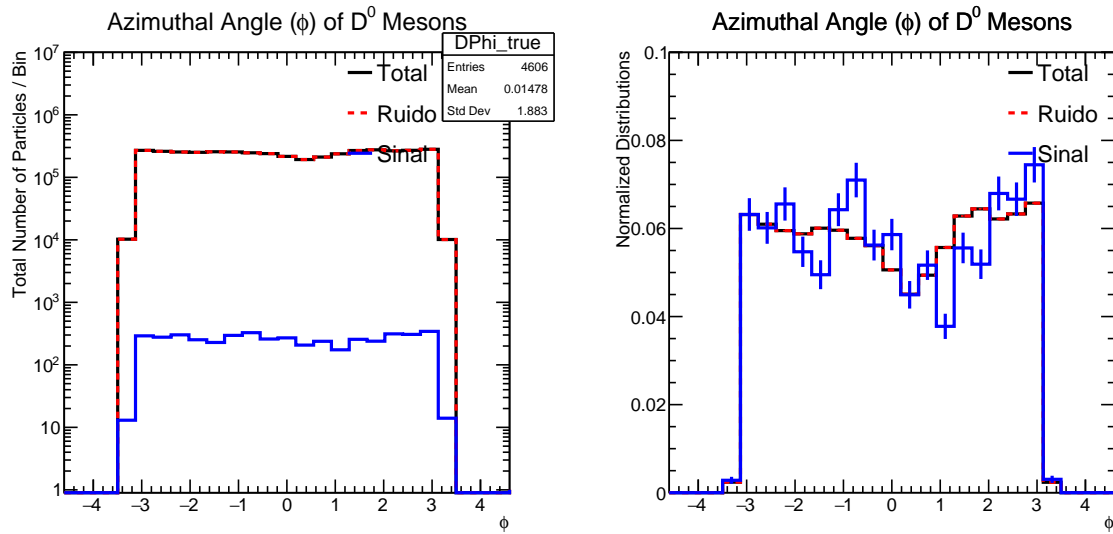 Azimuthal Angle (ϕ) of D⁰ Mesons
Total Number of Particles / Bin
10⁷
10⁶
10⁵
10⁴
10³
10²
10
1
−4 −3 −2 −1 0 1 2 3 4
ϕ
DPhi_true
Entries 4606
Mean 0.01478
Std Dev 1.883
Total
Ruido
Sinal
Azimuthal Angle (ϕ) of D⁰ Mesons
Normalized Distributions
0.1
0.08
0.06
0.04
0.02
0
−4 −3 −2 −1 0 1 2 3 4
ϕ
Total
Ruido
Sinal